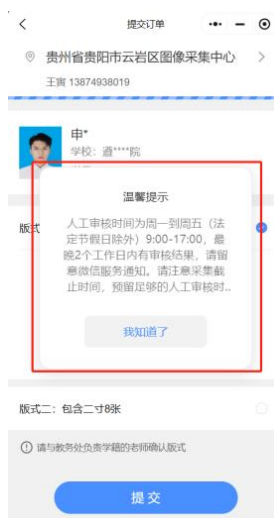 提交订单
贵州省贵阳市云岩区图像采集中心
王寅 13874938019
申*
学校：遵****院
温馨提示
版式
人工审核时间为周一到周五（法
定节假日除外）9:00-17:00，最
晚2个工作日内有审核结果，请留
意微信服务通知。请注意采集截
止时间，预留足够的人工审核时..
我知道了
版式二：包含二寸8张
请与教务处负责学籍的老师确认版式
提交